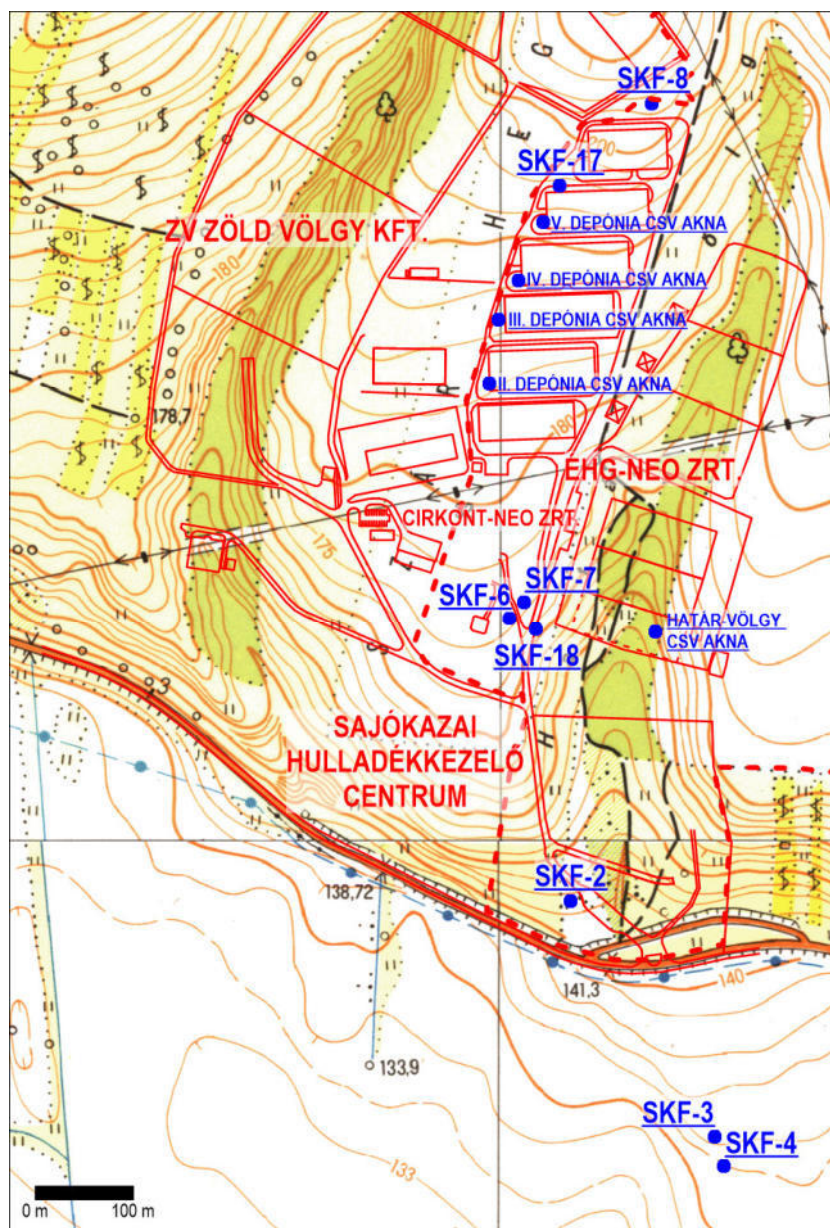 G
SKF-8
E
200
SKF-17
H
V. DEPÓNIA CSV AKNA
ZV ZÖLD VÖLGY KFT.
180
IV. DEPÓNIA CSV AKNA
III. DEPÓNIA CSV AKNA
R
II. DEPÓNIA CSV AKNA
178,7
180
Á
EHG-NEO ZRT.
CIRKONT-NEO ZRT.
175
Z
SKF-7
SKF-6
HATÁR-VÖLGY
CSV AKNA
SKF-18
S
SAJÓKAZAI
HULLADÉKKEZELŐ
CENTRUM
H
138,72
SKF-2
141,3
140
133,9
SKF-3
SKF-4
133
0 m
100 m